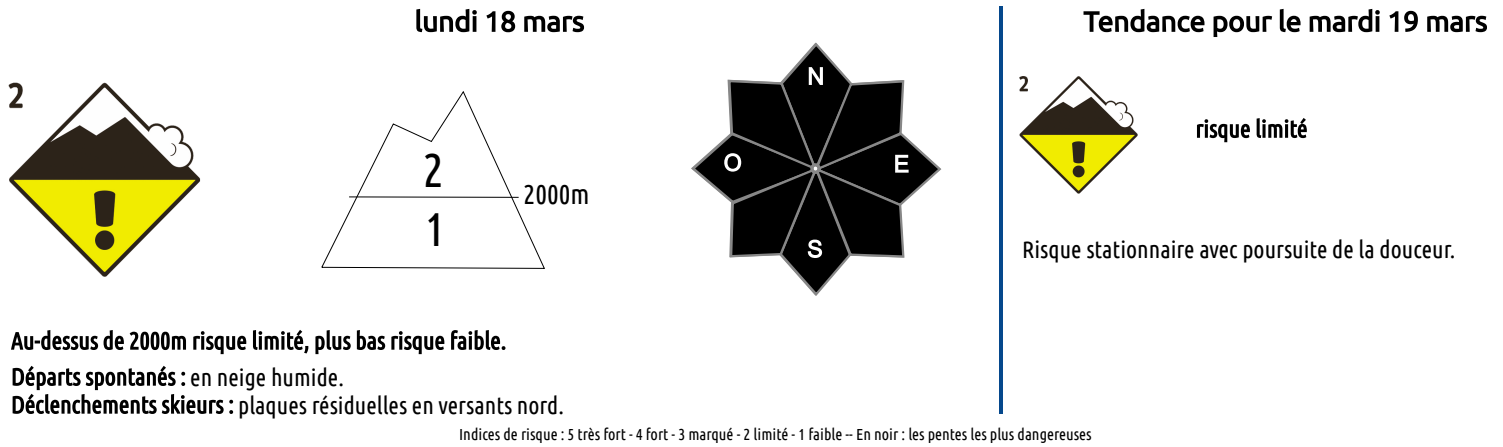 lundi 18 mars
2
2
2000m
1
N
O
E
S
Au-dessus de 2000m risque limité, plus bas risque faible.
Départs spontanés : en neige humide.
Déclenchements skieurs : plaques résiduelles en versants nord.
Tendance pour le mardi 19 mars
2
risque limité
Risque stationnaire avec poursuite de la douceur.
Indices de risque : 5 très fort - 4 fort - 3 marqué - 2 limité - 1 faible -- En noir : les pentes les plus dangereuses